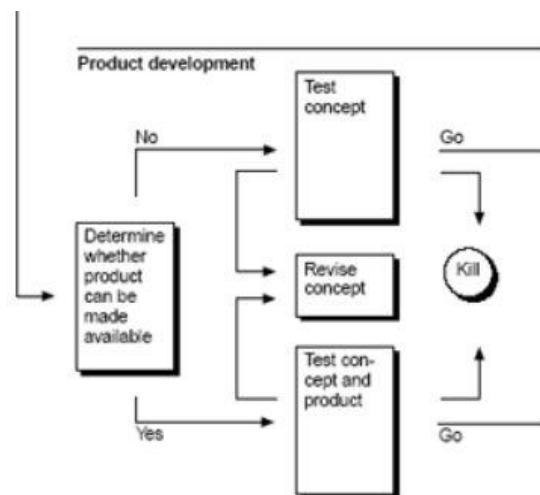 Product development
Test
concept
No
Go
Determine
whether
product
can be
made
available
Revise
concept
Kill
Test con-
cept and
product
Yes
Go